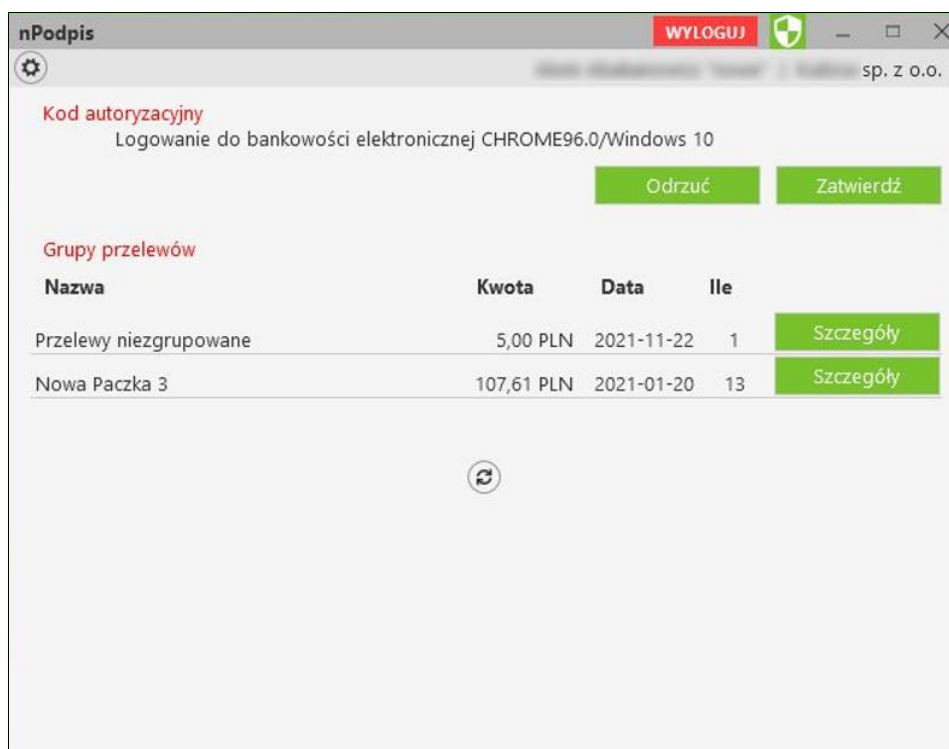 nPodpis WYLOGUJ
sp. z o.o.
Kod autoryzacyjny
Logowanie do bankowości elektronicznej CHROME96.0/Windows 10
Odrzuć Zatwierdź
Grupy przelewów
Nazwa Kwota Data Ile
Przelewy niezgrupowane 5,00 PLN 2021-11-22 1 Szczegóły
Nowa Paczka 3 107,61 PLN 2021-01-20 13 Szczegóły